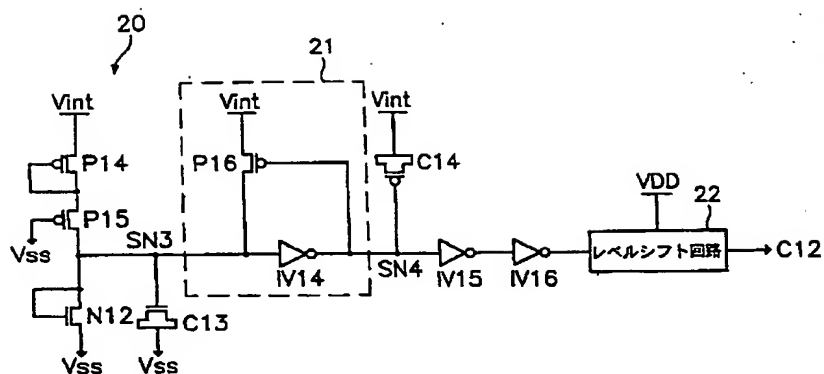 20
21
Vint
Vint
Vint
P14
P16
C14
VDD
22
P15
Vss
SN3
レベルシフト回路
C12
IV14
SN4
IV15
IV16
N12
C13
Vss
Vss